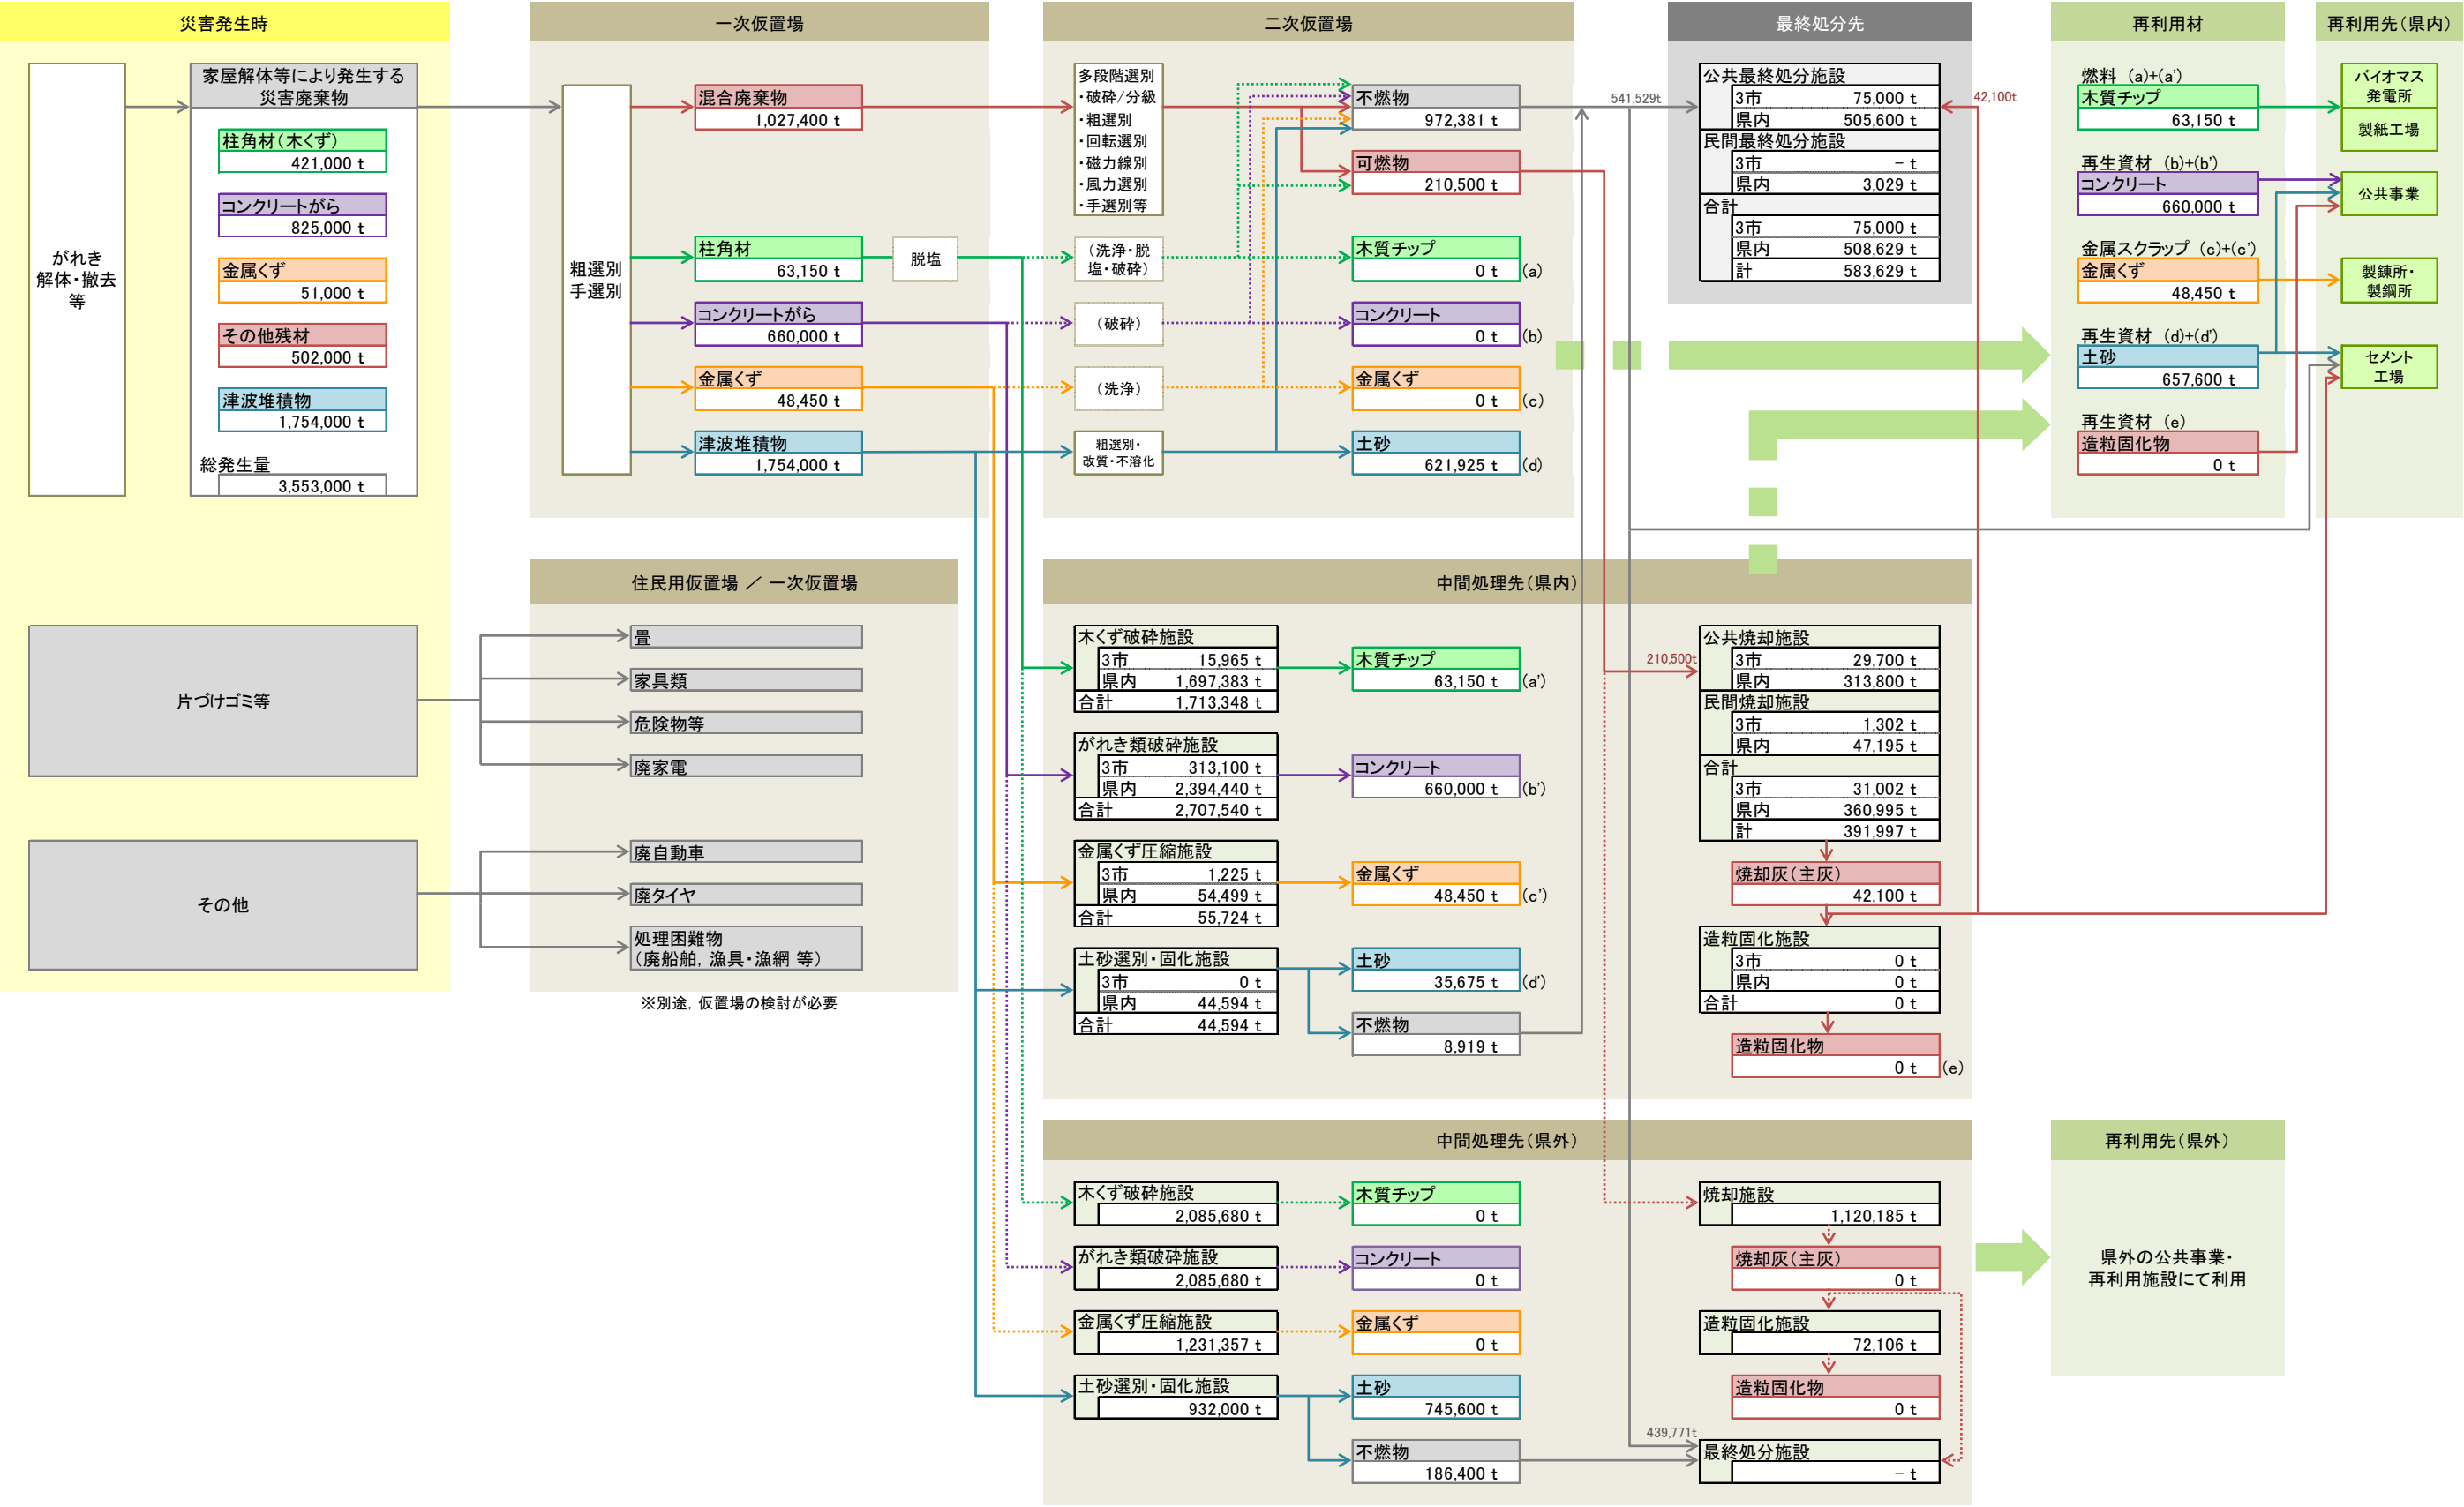 災害発生時
がれき
解体・撤去
等
家屋解体等により発生する
災害廃棄物
柱角材(木くず)
421,000 t
コンクリートがら
825,000 t
金属くず
51,000 t
その他残材
502,000 t
津波堆積物
1,754,000 t
総発生量
3,553,000 t
片づけゴミ等
その他
一次仮置場
粗選別
手選別
混合廃棄物
1,027,400 t
柱角材
63,150 t
脱塩
コンクリートがら
660,000 t
金属くず
48,450 t
津波堆積物
1,754,000 t
住民用仮置場 / 一次仮置場
畳
家具類
危険物等
廃家電
廃自動車
廃タイヤ
処理困難物
(廃船舶, 漁具・漁網 等)
※別途, 仮置場の検討が必要
二次仮置場
多段階選別
・破砕/分級
・粗選別
・回転選別
・磁力線別
・風力選別
・手選別等
(洗浄・脱
塩・破砕)
(破砕)
(洗浄)
粗選別・
改質・不溶化
不燃物
972,381 t
可燃物
210,500 t
木質チップ
0 t (a)
コンクリート
0 t (b)
金属くず
0 t (c)
土砂
621,925 t (d)
541,529t
最終処分先
公共最終処分施設
3市 75,000 t
県内 505,600 t
民間最終処分施設
3市 － t
県内 3,029 t
合計
3市 75,000 t
県内 508,629 t
計 583,629 t
42,100t
再利用材
燃料 (a)+(a')
木質チップ
63,150 t
再生資材 (b)+(b')
コンクリート
660,000 t
金属スクラップ (c)+(c')
金属くず
48,450 t
再生資材 (d)+(d')
土砂
657,600 t
再生資材 (e)
造粒固化物
0 t
再利用先(県内)
バイオマス
発電所
製紙工場
公共事業
製錬所・
製鋼所
セメント
工場
中間処理先(県内)
木くず破砕施設
3市 15,965 t
県内 1,697,383 t
合計 1,713,348 t
木質チップ
63,150 t (a')
がれき類破砕施設
3市 313,100 t
県内 2,394,440 t
合計 2,707,540 t
コンクリート
660,000 t (b')
金属くず圧縮施設
3市 1,225 t
県内 54,499 t
合計 55,724 t
金属くず
48,450 t (c')
土砂選別・固化施設
3市 0 t
県内 44,594 t
合計 44,594 t
土砂
35,675 t (d')
不燃物
8,919 t
210,500t
公共焼却施設
3市 29,700 t
県内 313,800 t
民間焼却施設
3市 1,302 t
県内 47,195 t
合計
3市 31,002 t
県内 360,995 t
計 391,997 t
焼却灰(主灰)
42,100 t
造粒固化施設
3市 0 t
県内 0 t
合計 0 t
造粒固化物
0 t (e)
中間処理先(県外)
木くず破砕施設
2,085,680 t
木質チップ
0 t
がれき類破砕施設
2,085,680 t
コンクリート
0 t
金属くず圧縮施設
1,231,357 t
金属くず
0 t
土砂選別・固化施設
932,000 t
土砂
745,600 t
不燃物
186,400 t
焼却施設
1,120,185 t
焼却灰(主灰)
0 t
造粒固化施設
72,106 t
造粒固化物
0 t
439,771t
最終処分施設
－ t
再利用先(県外)
県外の公共事業・
再利用施設にて利用